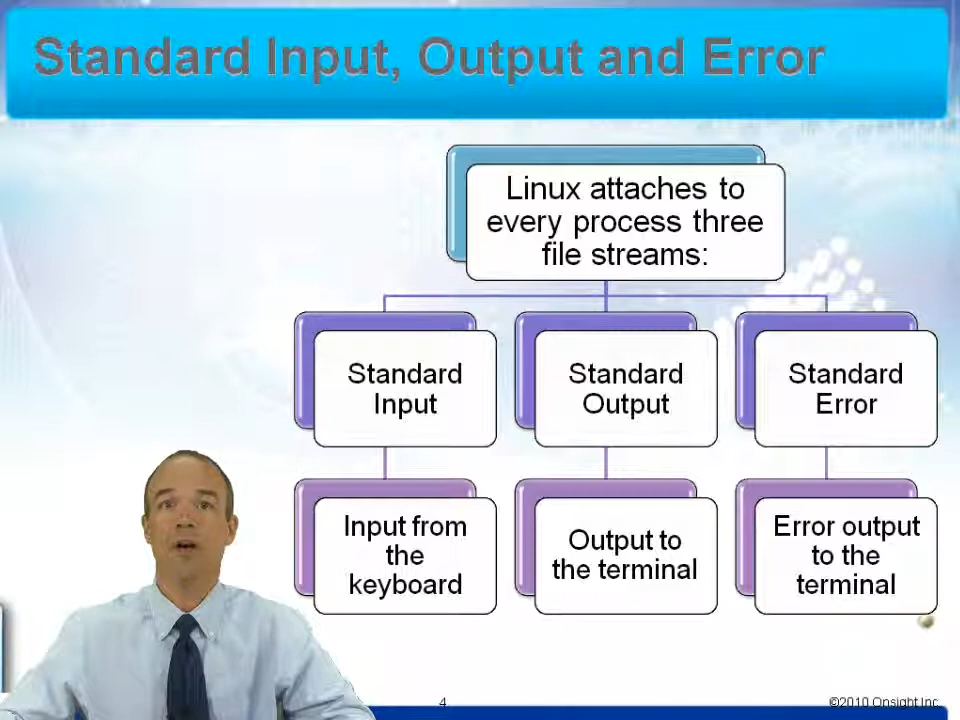 Standard Input, Output and Error
Linux attaches to
every process three
file streams:
Standard
Input
Standard
Output
Standard
Error
Input from
the
keyboard
Output to
the terminal
Error output
to the
terminal
4
©2010 Onsight Inc.